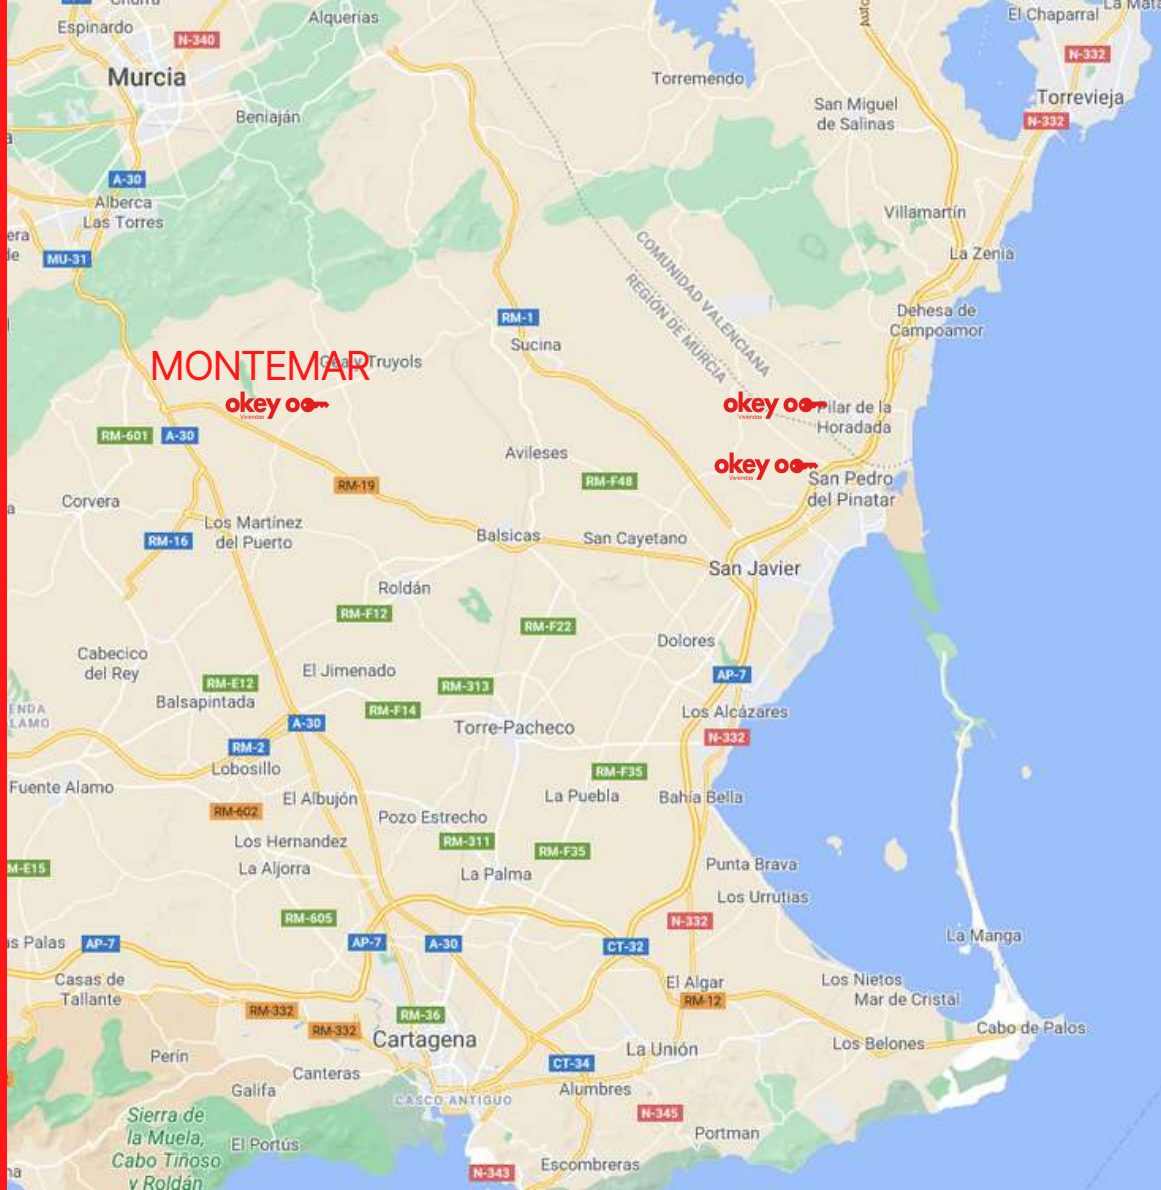 Espinardo
Alquerías
El Chaparral
N-340
N-332
Murcia
Torremendo
Torrevieja
San Miguel
de Salinas
Beniaján
N-332
A-30
Alberca
Las Torres
Villamartín
MU-31
La Zenia
COMUNIDAD VALENCIANA
REGIÓN DE MURCIA
RM-1
Sucina
Dehesa de
Campoamor
MONTEMAR
Truyols
okey
Viviendas
okey
Viviendas
Pilar de la
Horadada
RM-601
A-30
Avileses
okey
Viviendas
RM-F48
RM-19
San Pedro
del Pinatar
Corvera
Los Martínez
del Puerto
RM-16
Balsicas
San Cayetano
San Javier
Roldán
RM-F12
RM-F22
Dolores
Cabecico
del Rey
El Jimenado
RM-E12
RM-313
AP-7
Balsapintada
RM-F14
Los Alcázares
A-30
Torre-Pacheco
N-332
RM-2
Lobosillo
RM-F35
Fuente Alamo
El Albujón
La Puebla
Bahía Bella
RM-602
Pozo Estrecho
Los Hernandez
RM-311
RM-F35
M-E15
La Aljorra
La Palma
Punta Brava
Los Urrutias
RM-605
N-332
as Palas
AP-7
AP-7
A-30
CT-32
La Manga
Casas de
Tallante
El Algar
Los Nietos
RM-12
Mar de Cristal
RM-332
RM-36
RM-332
Cartagena
Cabo de Palos
Perín
La Unión
Los Belones
Canteras
CT-34
Galifa
CASCO ANTIGUO
Alumbres
Sierra de
la Muela,
Cabo Tiñoso
y Roldán
N-345
El Portús
Portman
Escombreras
N-343